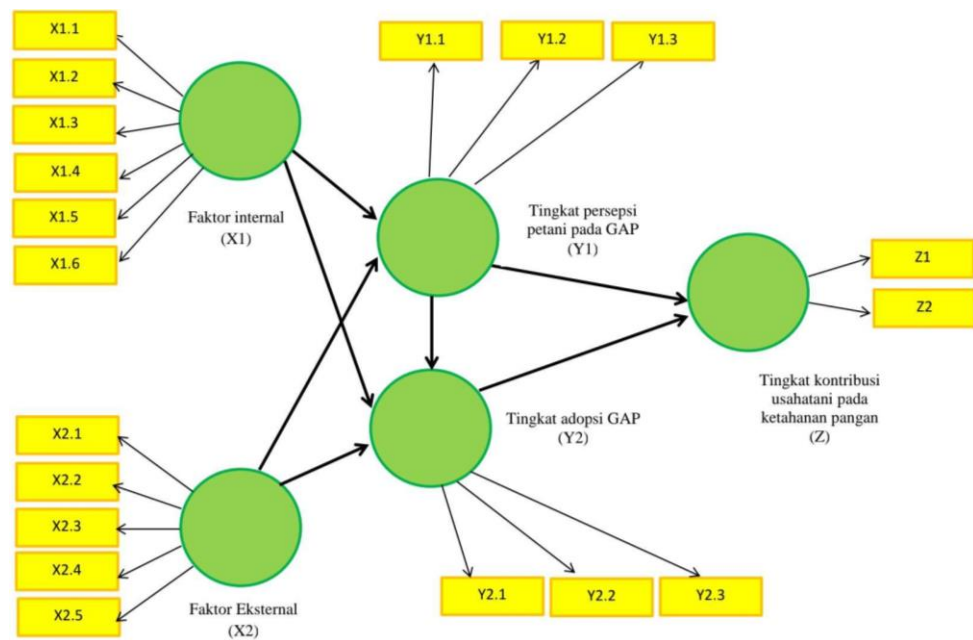 X1.1
X1.2
X1.3
X1.4
X1.5
X1.6
Faktor internal
(X1)
Y1.1
Y1.2
Y1.3
Tingkat persepsi
petani pada GAP
(Y1)
Z1
Z2
Tingkat kontribusi
usahatani pada
ketahanan pangan
(Z)
Tingkat adopsi GAP
(Y2)
X2.1
X2.2
X2.3
X2.4
X2.5
Faktor Eksternal
(X2)
Y2.1
Y2.2
Y2.3